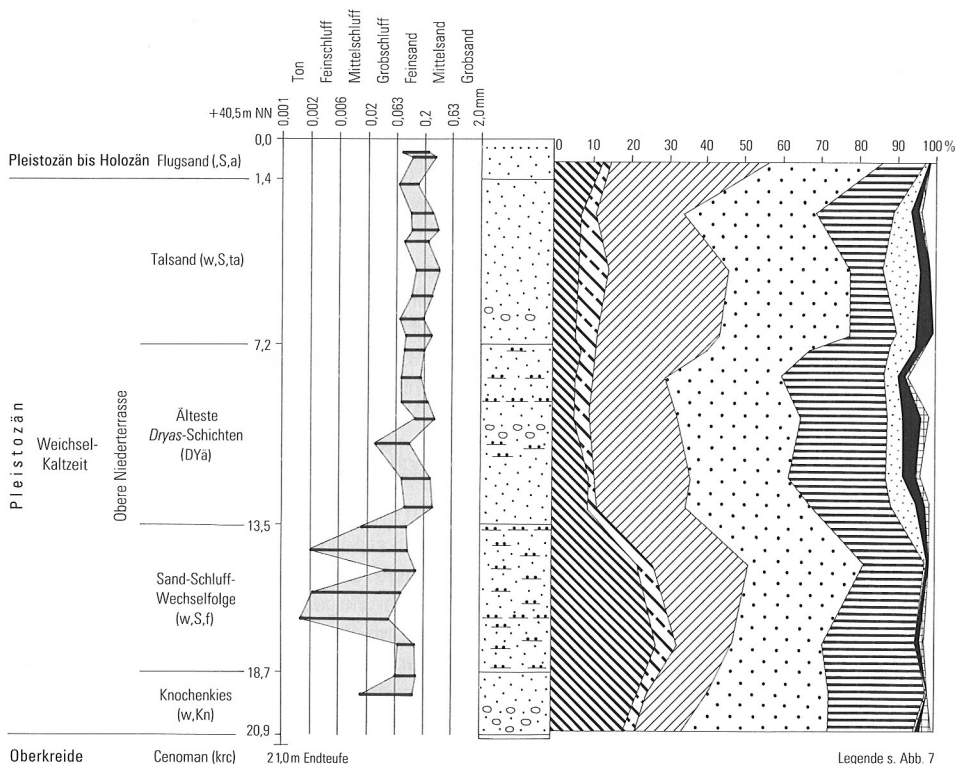 Ton
Feinschluff
Mittelschluff
Grobschluff
Feinsand
Mittelsand
Grobsand
+40,5 m NN
0,001
0,002
0,006
0,02
0,063
0,2
0,63
2,0 mm
0,0
0 10 20 30 40 50 60 70 80 90 100 %
Pleistozän bis Holozän Flugsand (,S,a)
1,4
Talsand (w,S,ta)
7,2
Pleistozän
Weichsel-
Kaltzeit
Obere Niederterrasse
Älteste
Dryas-Schichten
(DYä)
13,5
Sand-Schluff-
Wechselfolge
(w,S,f)
18,7
Knochenkies
(w,Kn)
20,9
Oberkreide Cenoman (krc) 21,0 m Endteufe
Legende s. Abb. 7